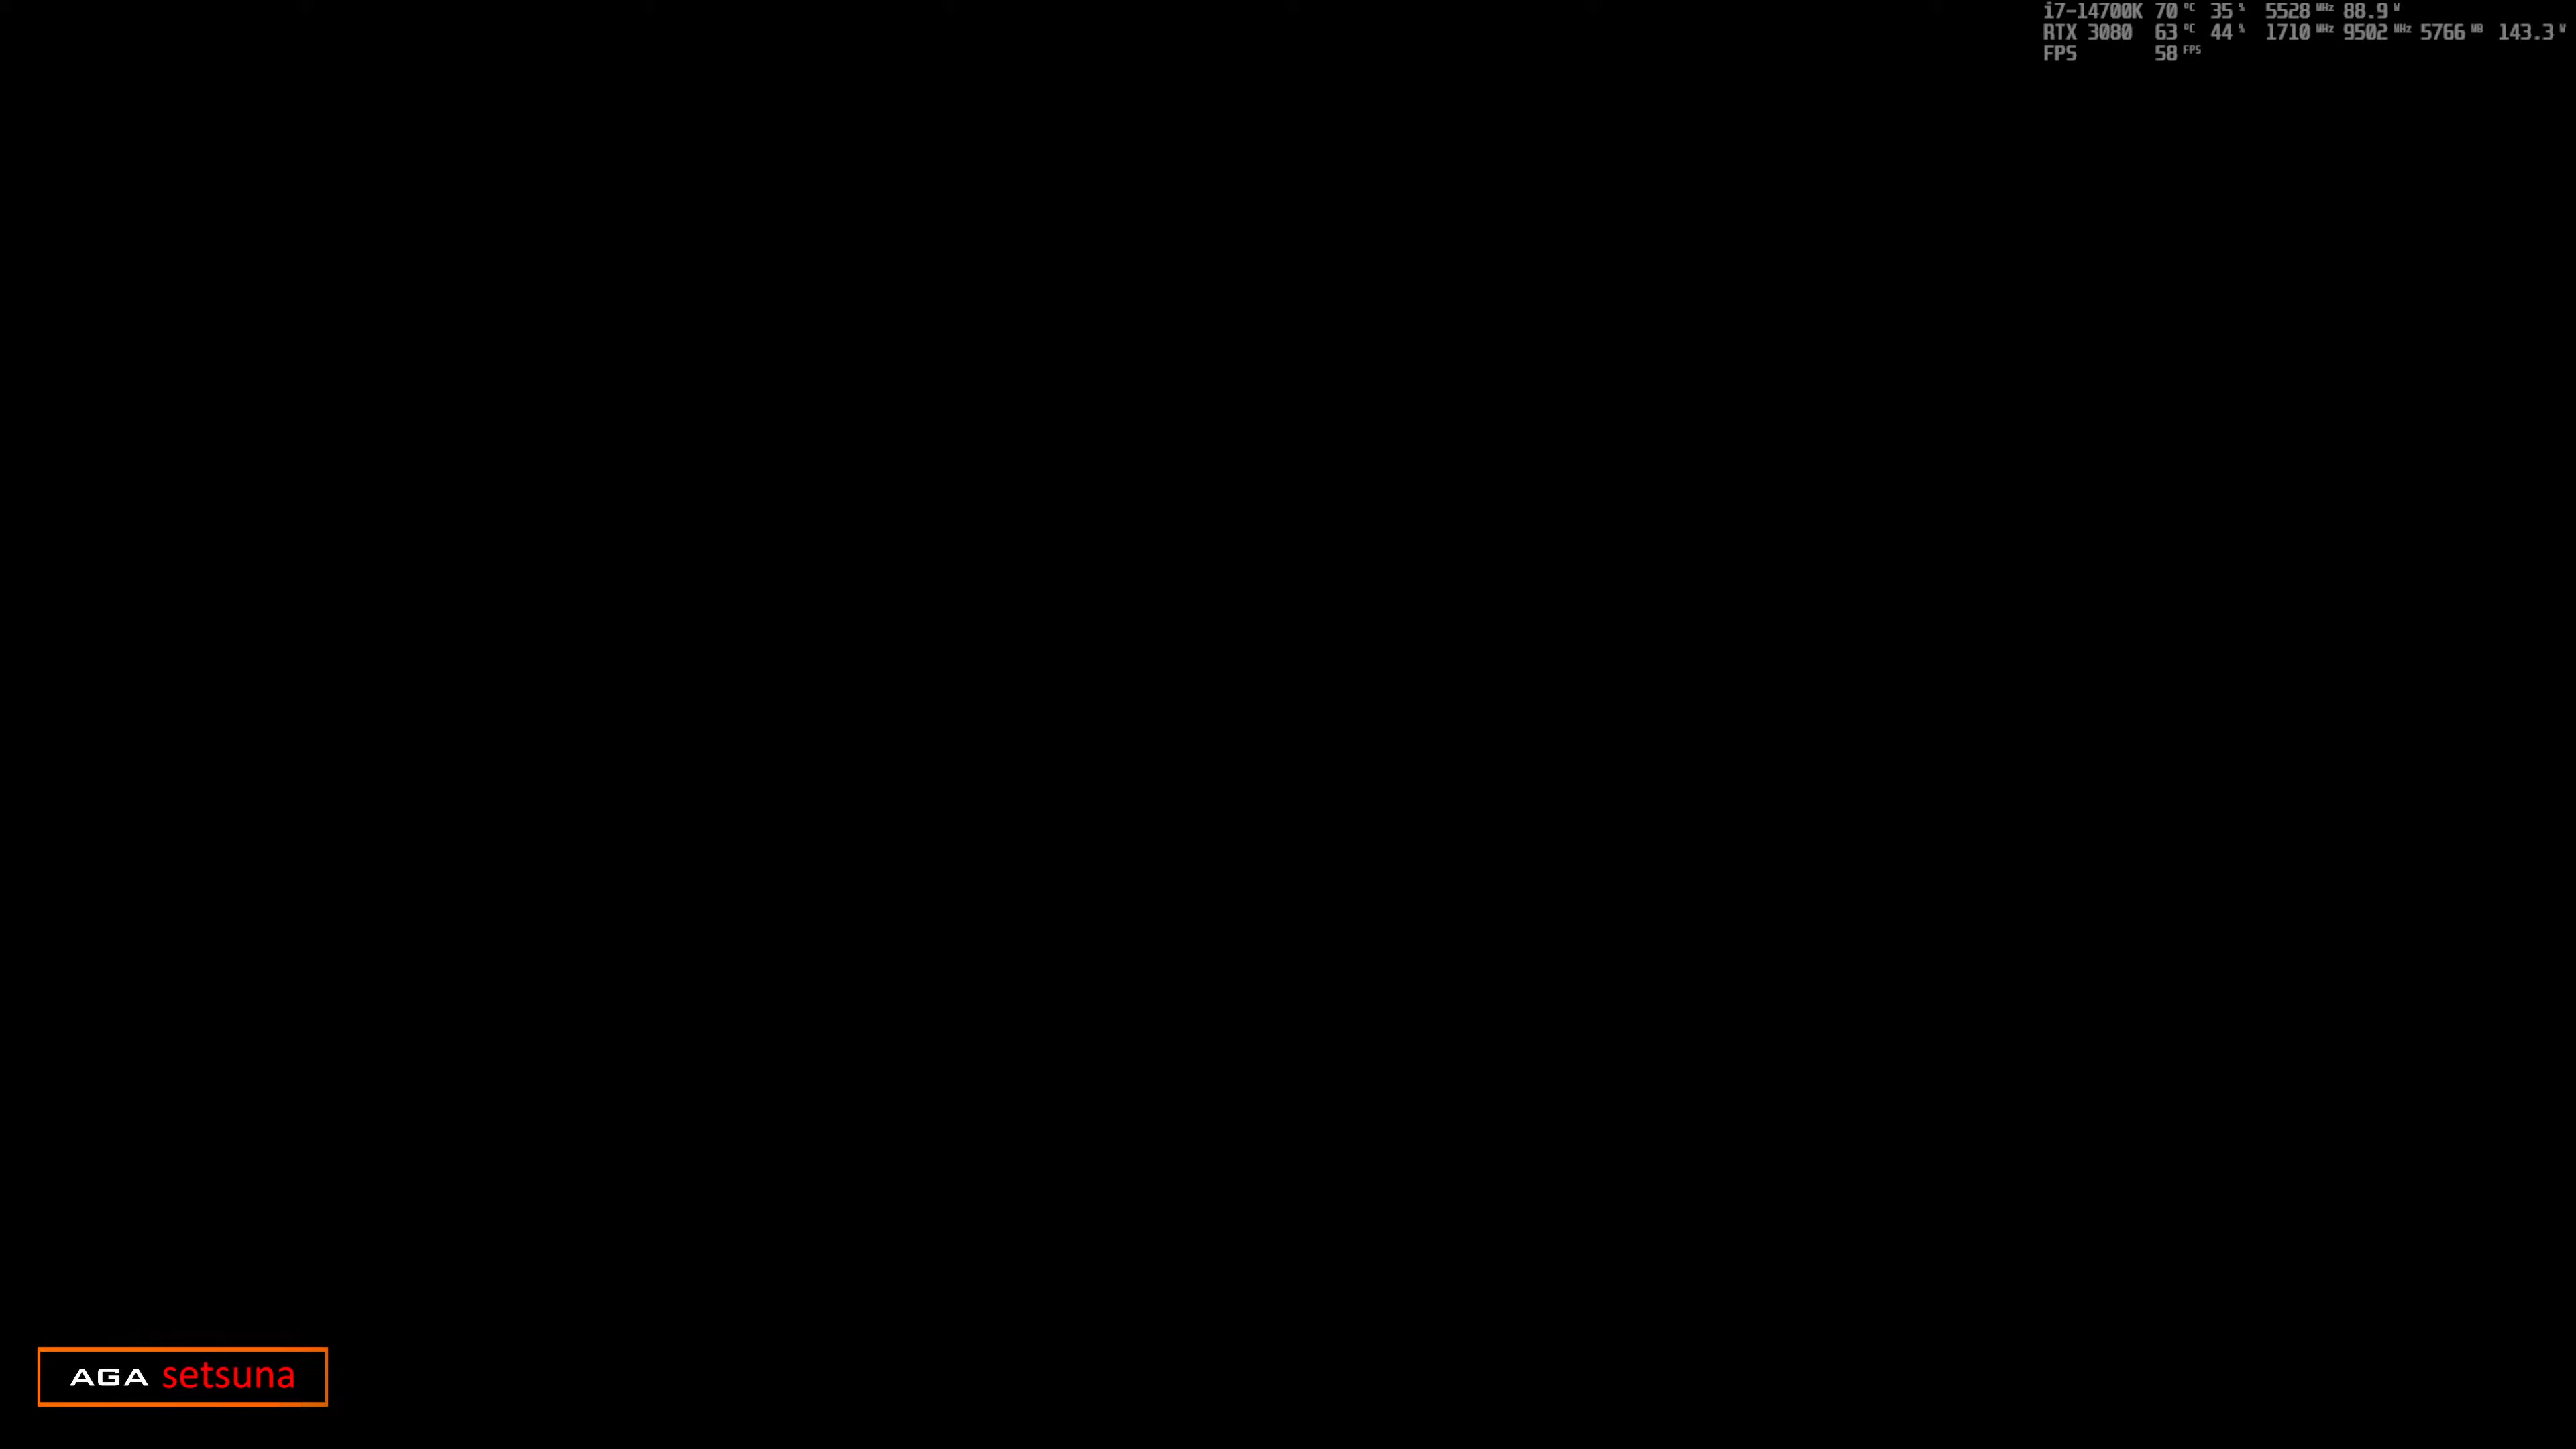 i7-14700K 70 °C 35 % 5528 MHz 88.9 W
RTX 3080 63 °C 44 % 1710 MHz 9502 MHz 5766 MB 143.3 W
FPS 58 FPS
AGA setsuna